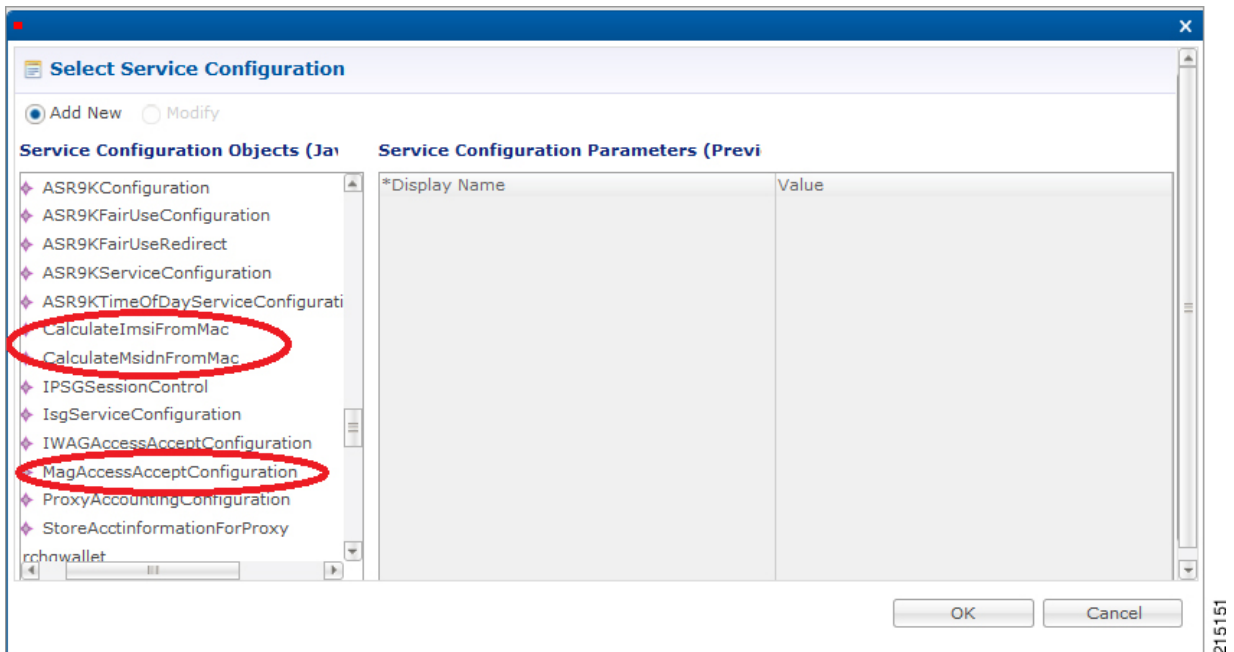 X
Select Service Configuration
Add New Modify
Service Configuration Objects (Jav
Service Configuration Parameters (Previ
ASR9KConfiguration
ASR9KFairUseConfiguration
ASR9KFairUseRedirect
ASR9KServiceConfiguration
ASR9KTimeOfDayServiceConfigurati
CalculateImsiFromMac
CalculateMsidnFromMac
IPSGSessionControl
IsgServiceConfiguration
IWAGAccessAcceptConfiguration
MagAccessAcceptConfiguration
ProxyAccountingConfiguration
StoreAcctinformationForProxy
rchgwallet
*Display Name Value
OK Cancel
215151